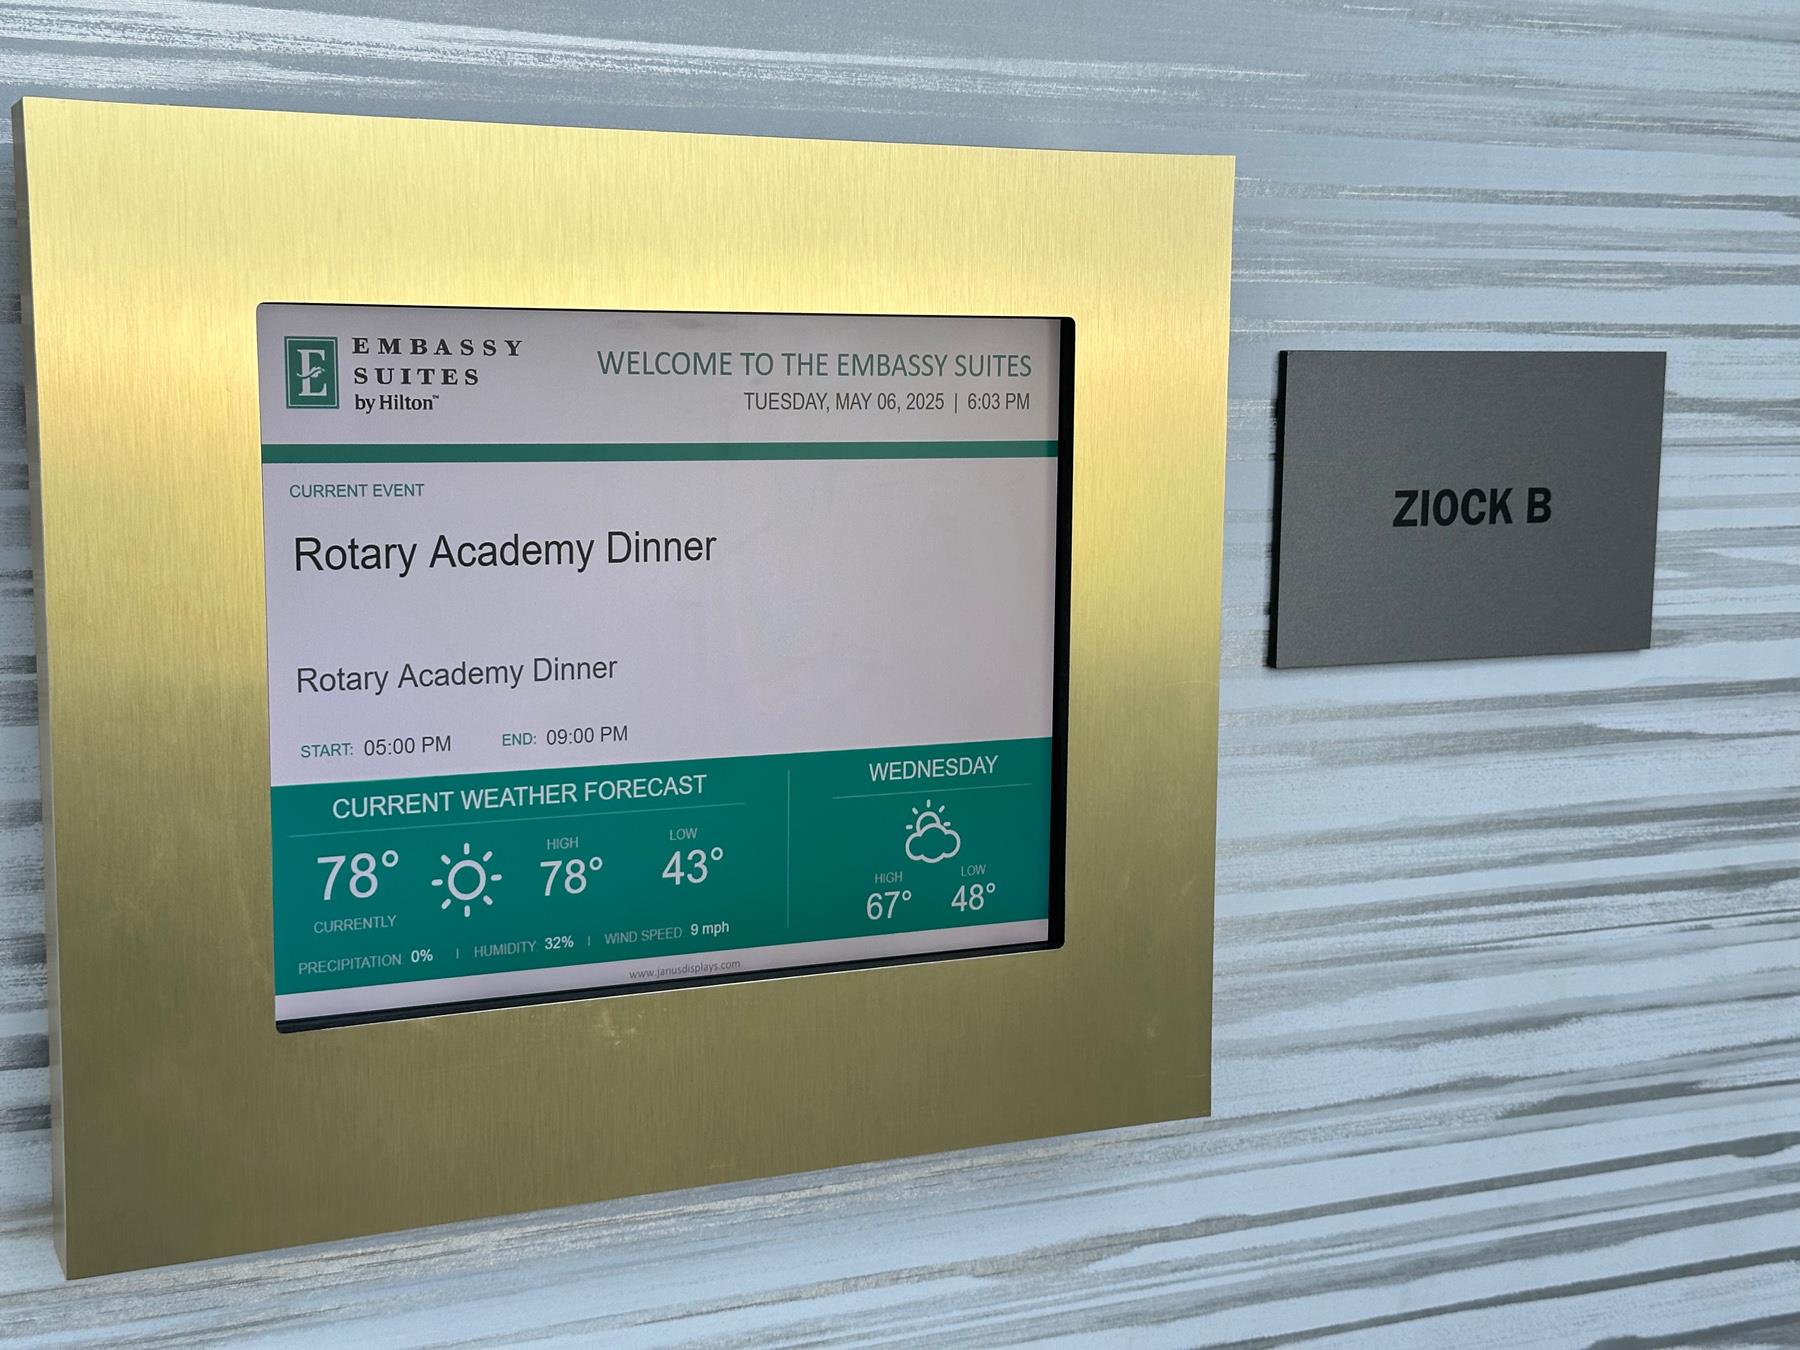 EMBASSY
SUITES
by Hilton™
WELCOME TO THE EMBASSY SUITES
TUESDAY, MAY 06, 2025 | 6:03 PM
CURRENT EVENT
Rotary Academy Dinner
Rotary Academy Dinner
START: 05:00 PM END: 09:00 PM
CURRENT WEATHER FORECAST
78°
CURRENTLY
HIGH
78°
LOW
43°
PRECIPITATION 0% | HUMIDITY 32% | WIND SPEED 9 mph
WEDNESDAY
HIGH
67°
LOW
48°
www.janusdisplays.com
ZIOCK B